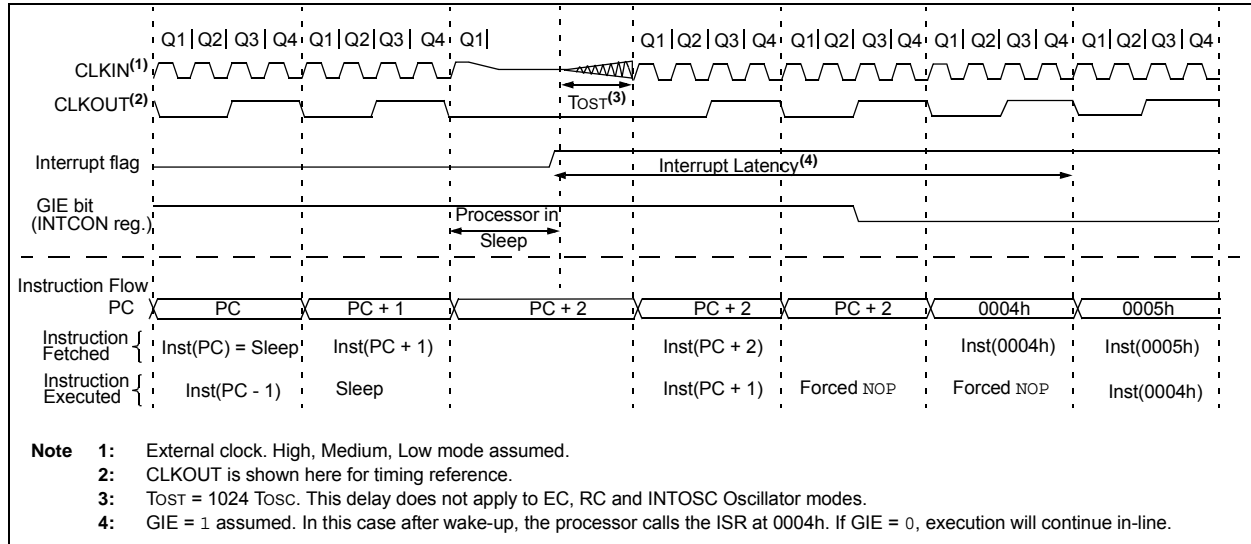 Q1| Q2| Q3| Q4 Q1| Q2| Q3| Q4 Q1| Q1| Q2| Q3| Q4 Q1| Q2| Q3| Q4 Q1| Q2| Q3| Q4 Q1| Q2| Q3| Q4
CLKIN(1)
CLKOUT(2)
TOST(3)
Interrupt flag
Interrupt Latency(4)
GIE bit
(INTCON reg.)
Processor in
Sleep
Instruction Flow
PC PC PC + 1 PC + 2 PC + 2 PC + 2 0004h 0005h
Instruction
Fetched
Inst(PC) = Sleep Inst(PC + 1) Inst(PC + 2) Inst(0004h) Inst(0005h)
Instruction
Executed
Inst(PC - 1) Sleep Inst(PC + 1) Forced NOP Forced NOP Inst(0004h)
Note 1: External clock. High, Medium, Low mode assumed.
2: CLKOUT is shown here for timing reference.
3: TOST = 1024 TOSC. This delay does not apply to EC, RC and INTOSC Oscillator modes.
4: GIE = 1 assumed. In this case after wake-up, the processor calls the ISR at 0004h. If GIE = 0, execution will continue in-line.